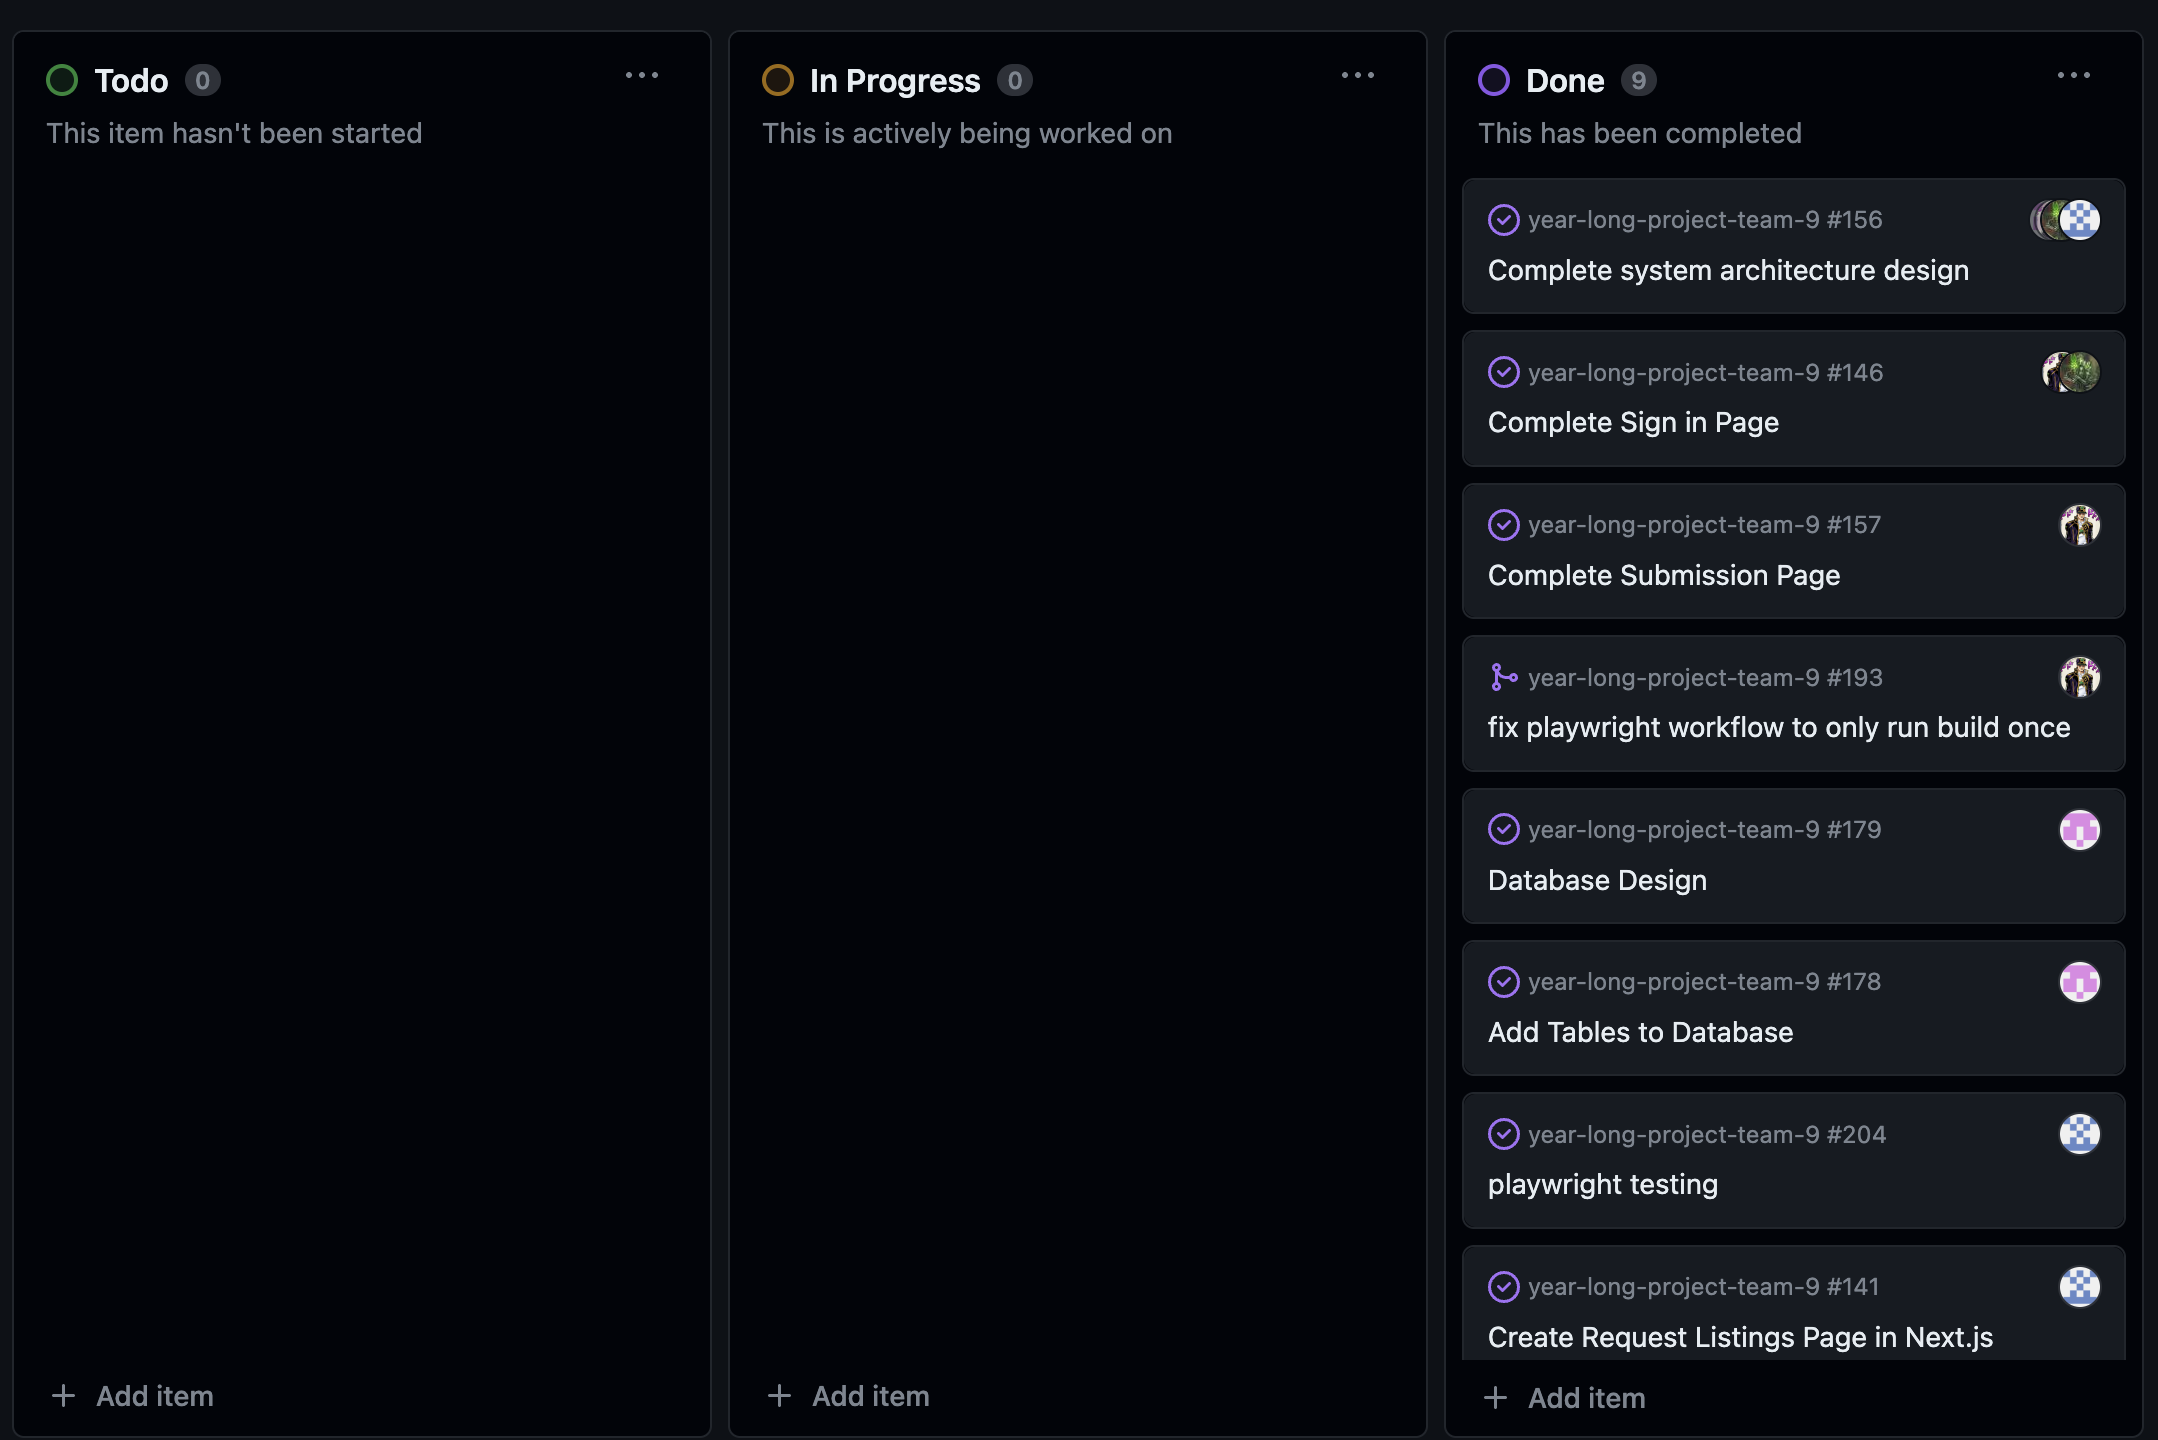 Todo 0
This item hasn't been started
Add item
In Progress 0
This is actively being worked on
Add item
Done 9
This has been completed
year-long-project-team-9 #156
Complete system architecture design
year-long-project-team-9 #146
Complete Sign in Page
year-long-project-team-9 #157
Complete Submission Page
year-long-project-team-9 #193
fix playwright workflow to only run build once
year-long-project-team-9 #179
Database Design
year-long-project-team-9 #178
Add Tables to Database
year-long-project-team-9 #204
playwright testing
year-long-project-team-9 #141
Create Request Listings Page in Next.js
Add item